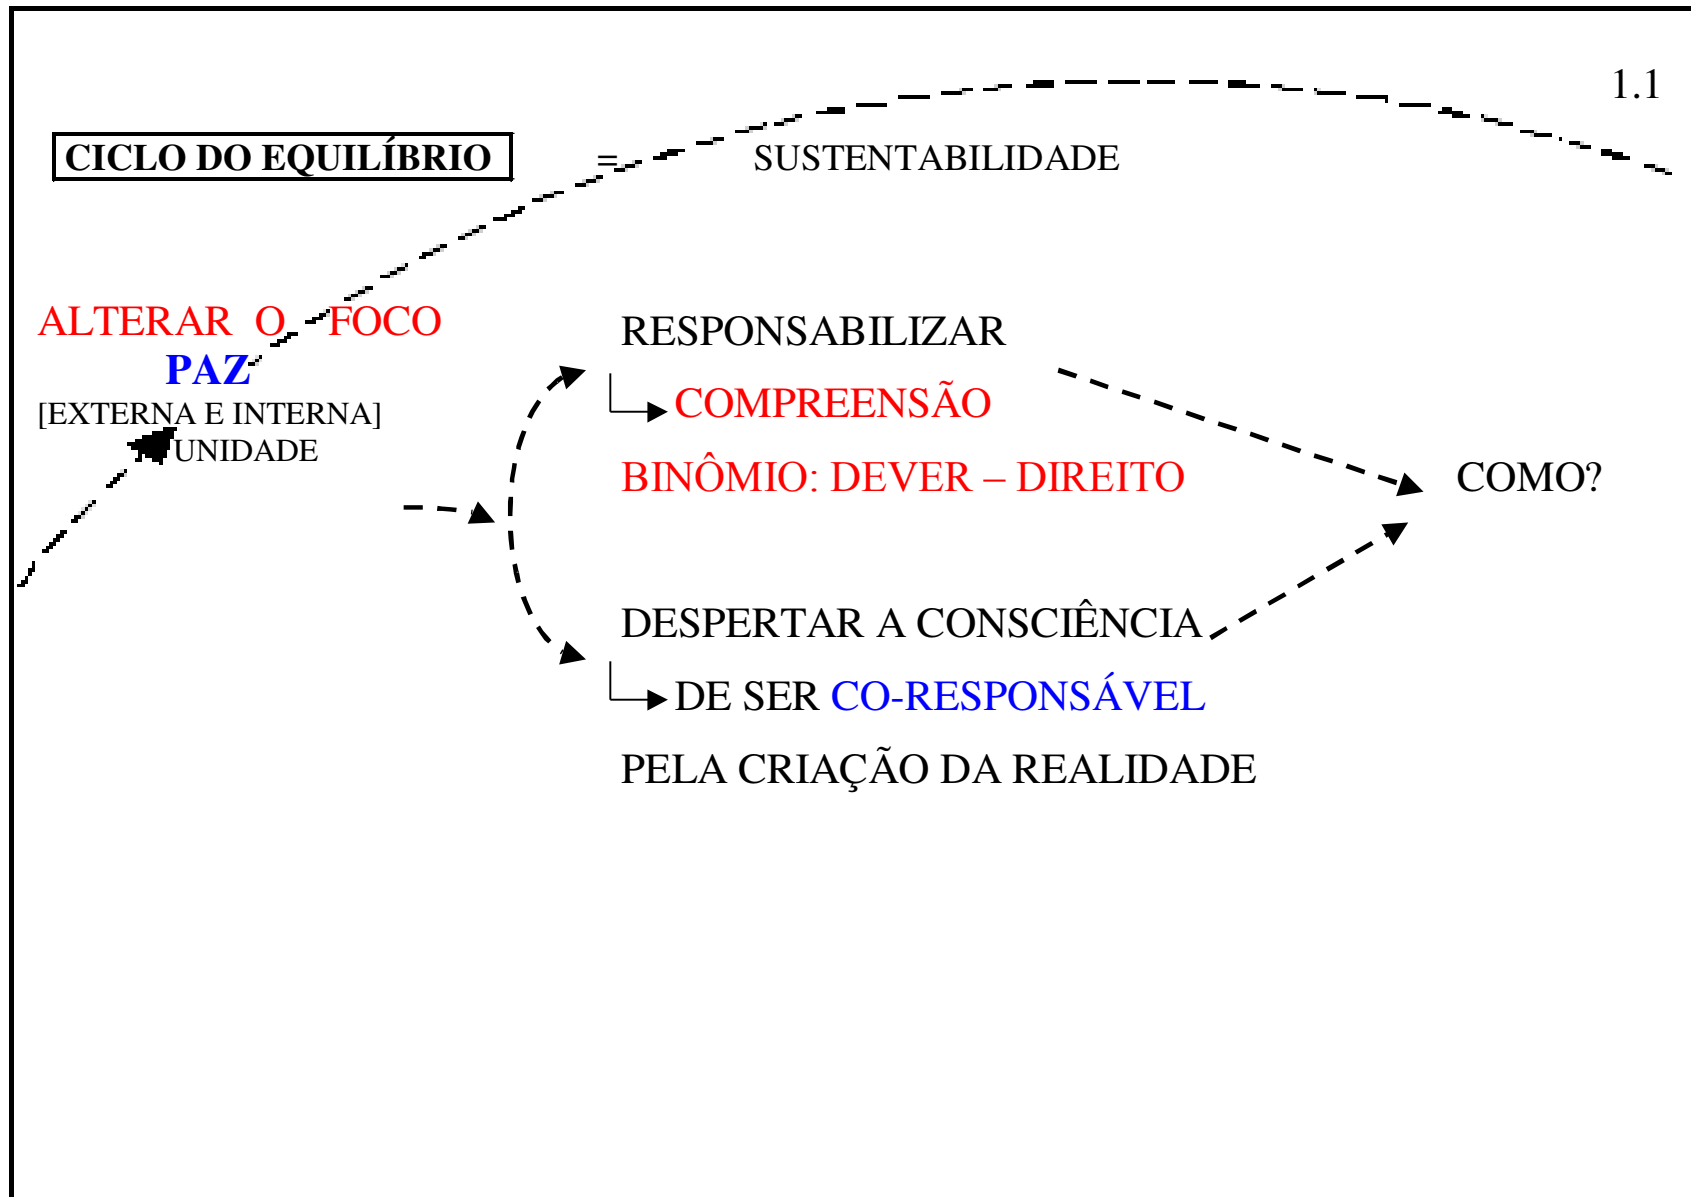 1.1
CICLO DO EQUILÍBRIO = SUSTENTABILIDADE
ALTERAR O FOCO
PAZ
[EXTERNA E INTERNA]
UNIDADE
RESPONSABILIZAR
COMPREENSÃO
BINÔMIO: DEVER – DIREITO
DESPERTAR A CONSCIÊNCIA
DE SER CO-RESPONSÁVEL
PELA CRIAÇÃO DA REALIDADE
COMO?